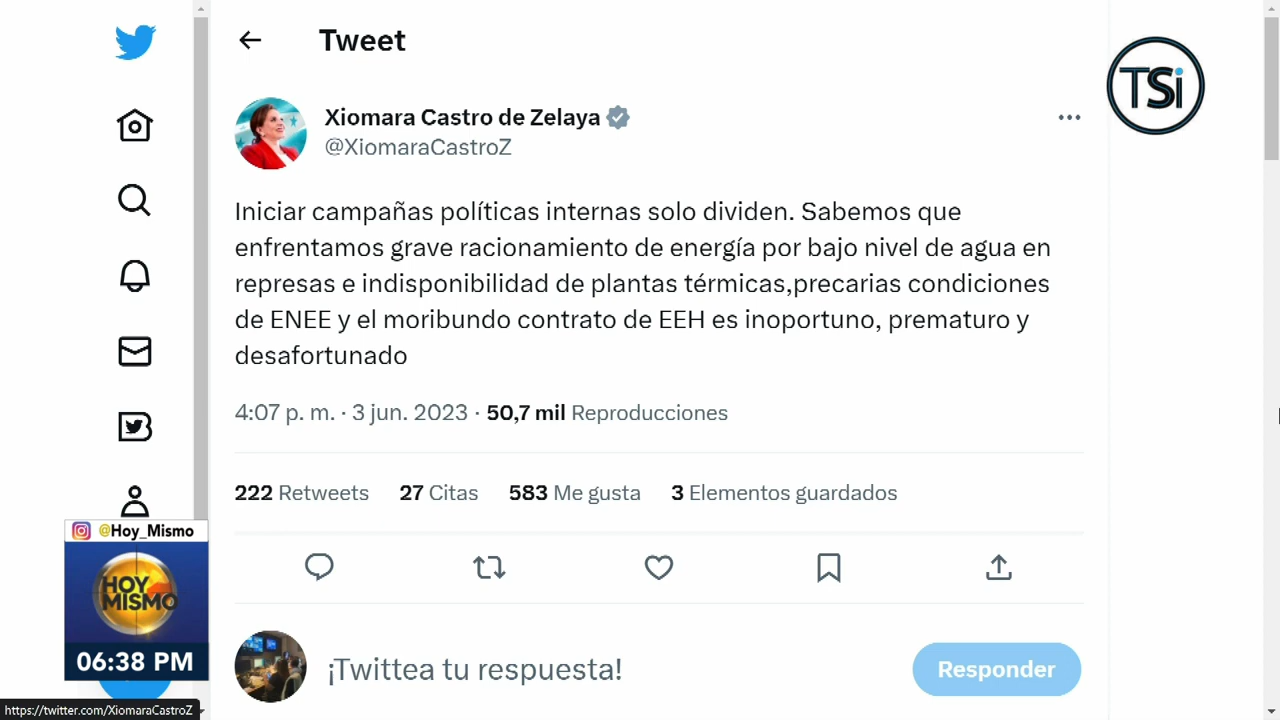 Tweet
TSi
Xiomara Castro de Zelaya
@XiomaraCastroZ
Iniciar campañas políticas internas solo dividen. Sabemos que
enfrentamos grave racionamiento de energía por bajo nivel de agua en
represas e indisponibilidad de plantas térmicas,precarias condiciones
de ENEE y el moribundo contrato de EEH es inoportuno, prematuro y
desafortunado
4:07 p. m. · 3 jun. 2023 · 50,7 mil Reproducciones
222 Retweets 27 Citas 583 Me gusta 3 Elementos guardados
@Hoy_Mismo
HOY
MISMO
06:38 PM
¡Twittea tu respuesta!
Responder
https://twitter.com/XiomaraCastroZ